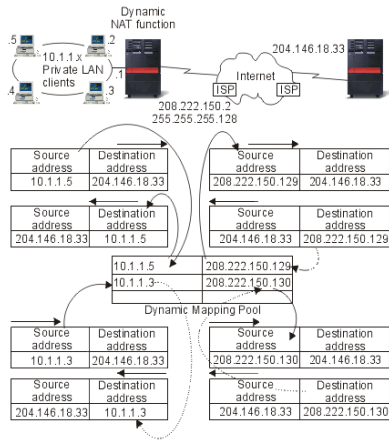 Dynamic
NAT function
.5
.2
10.1.1.x
Private LAN
clients
.1
.4
.3
Internet
ISP
ISP
204.146.18.33
208.222.150.2
255.255.255.128
Source address
Destination address
10.1.1.5
204.146.18.33
Source address
Destination address
208.222.150.129
204.146.18.33
Source address
Destination address
204.146.18.33
10.1.1.5
Source address
Destination address
204.146.18.33
208.222.150.129
10.1.1.5
208.222.150.129
10.1.1.3
208.222.150.130
Dynamic Mapping Pool
Source address
Destination address
10.1.1.3
204.146.18.33
Source address
Destination address
208.222.150.130
204.146.18.33
Source address
Destination address
204.146.18.33
10.1.1.3
Source address
Destination address
204.146.18.33
208.222.150.130